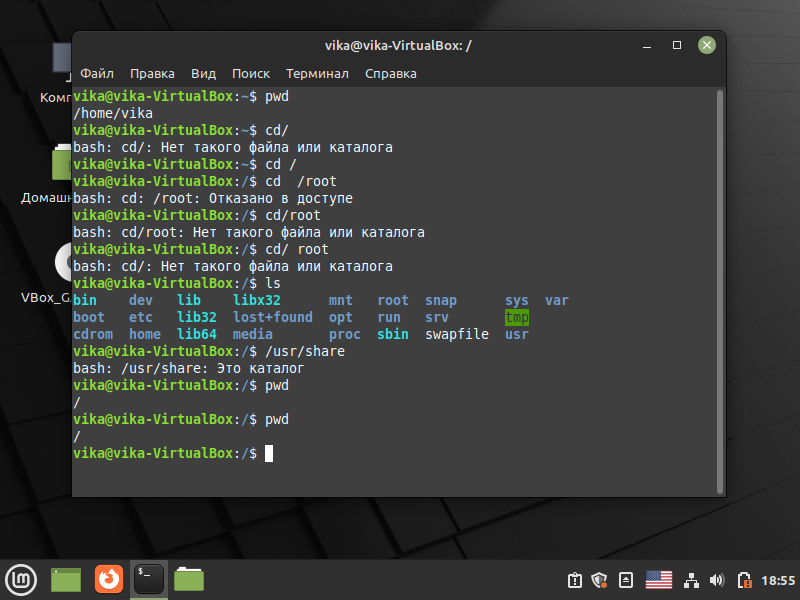 vika@vika-VirtualBox: /
Файл Правка Вид Поиск Терминал Справка
vika@vika-VirtualBox:~$ pwd
/home/vika
vika@vika-VirtualBox:~$ cd/
bash: cd/: Нет такого файла или каталога
vika@vika-VirtualBox:~$ cd /
vika@vika-VirtualBox:/$ cd  /root
bash: cd: /root: Отказано в доступе
vika@vika-VirtualBox:/$ cd/root
bash: cd/root: Нет такого файла или каталога
vika@vika-VirtualBox:/$ cd/ root
bash: cd/: Нет такого файла или каталога
vika@vika-VirtualBox:/$ ls
bin    dev   lib    libx32      mnt   root  snap      sys  var
boot   etc   lib32  lost+found  opt   run   srv       tmp
cdrom  home  lib64  media       proc  sbin  swapfile  usr
vika@vika-VirtualBox:/$ /usr/share
bash: /usr/share: Это каталог
vika@vika-VirtualBox:/$ pwd
/
vika@vika-VirtualBox:/$ pwd
/
vika@vika-VirtualBox:/$
Комп
Домашн
VBox_G
18:55